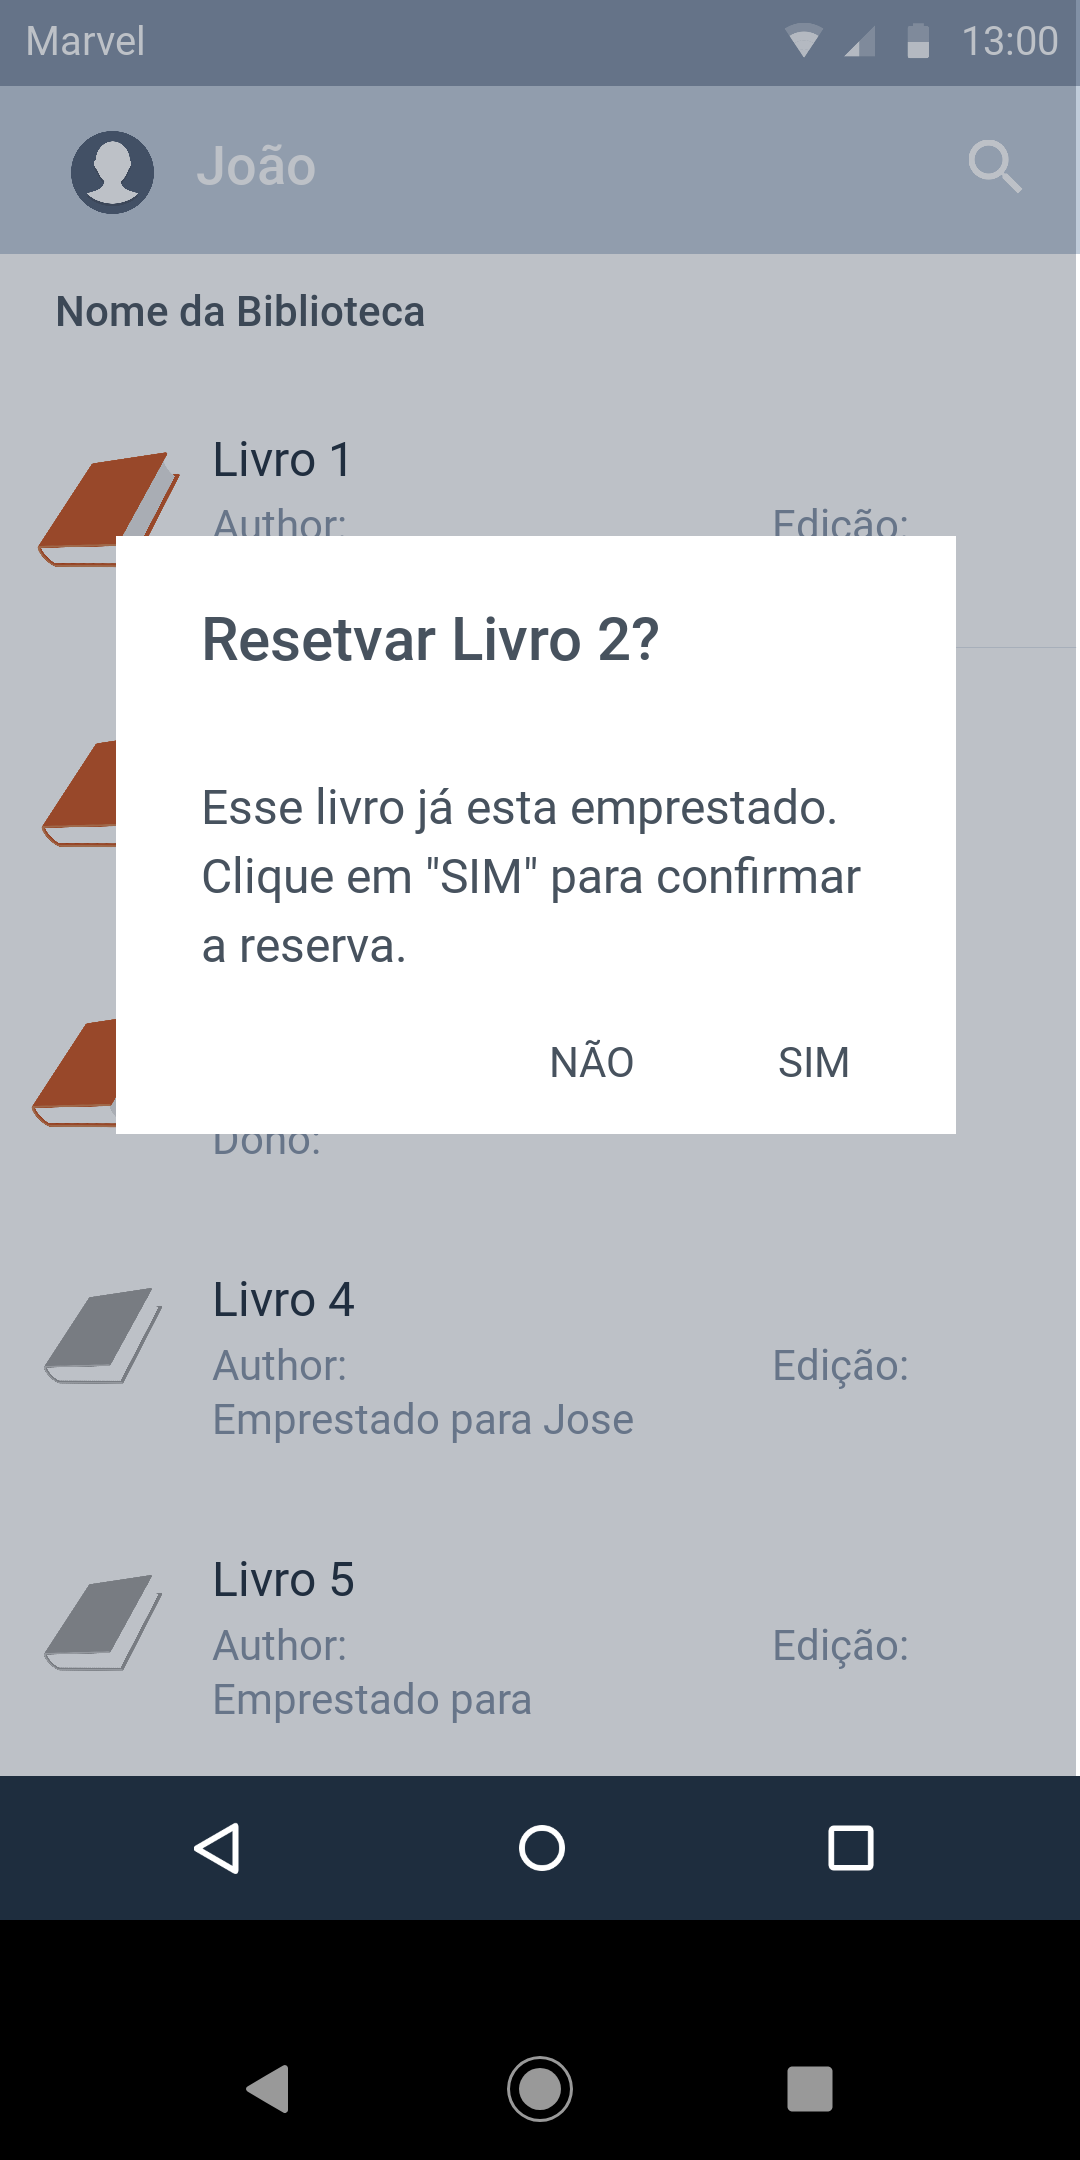 Marvel 13:00
João
Nome da Biblioteca
Livro 1
Author: Edição:
Resetvar Livro 2?
Esse livro já esta emprestado.
Clique em "SIM" para confirmar
a reserva.
NÃO SIM
Dono:
Livro 4
Author: Edição:
Emprestado para Jose
Livro 5
Author: Edição:
Emprestado para